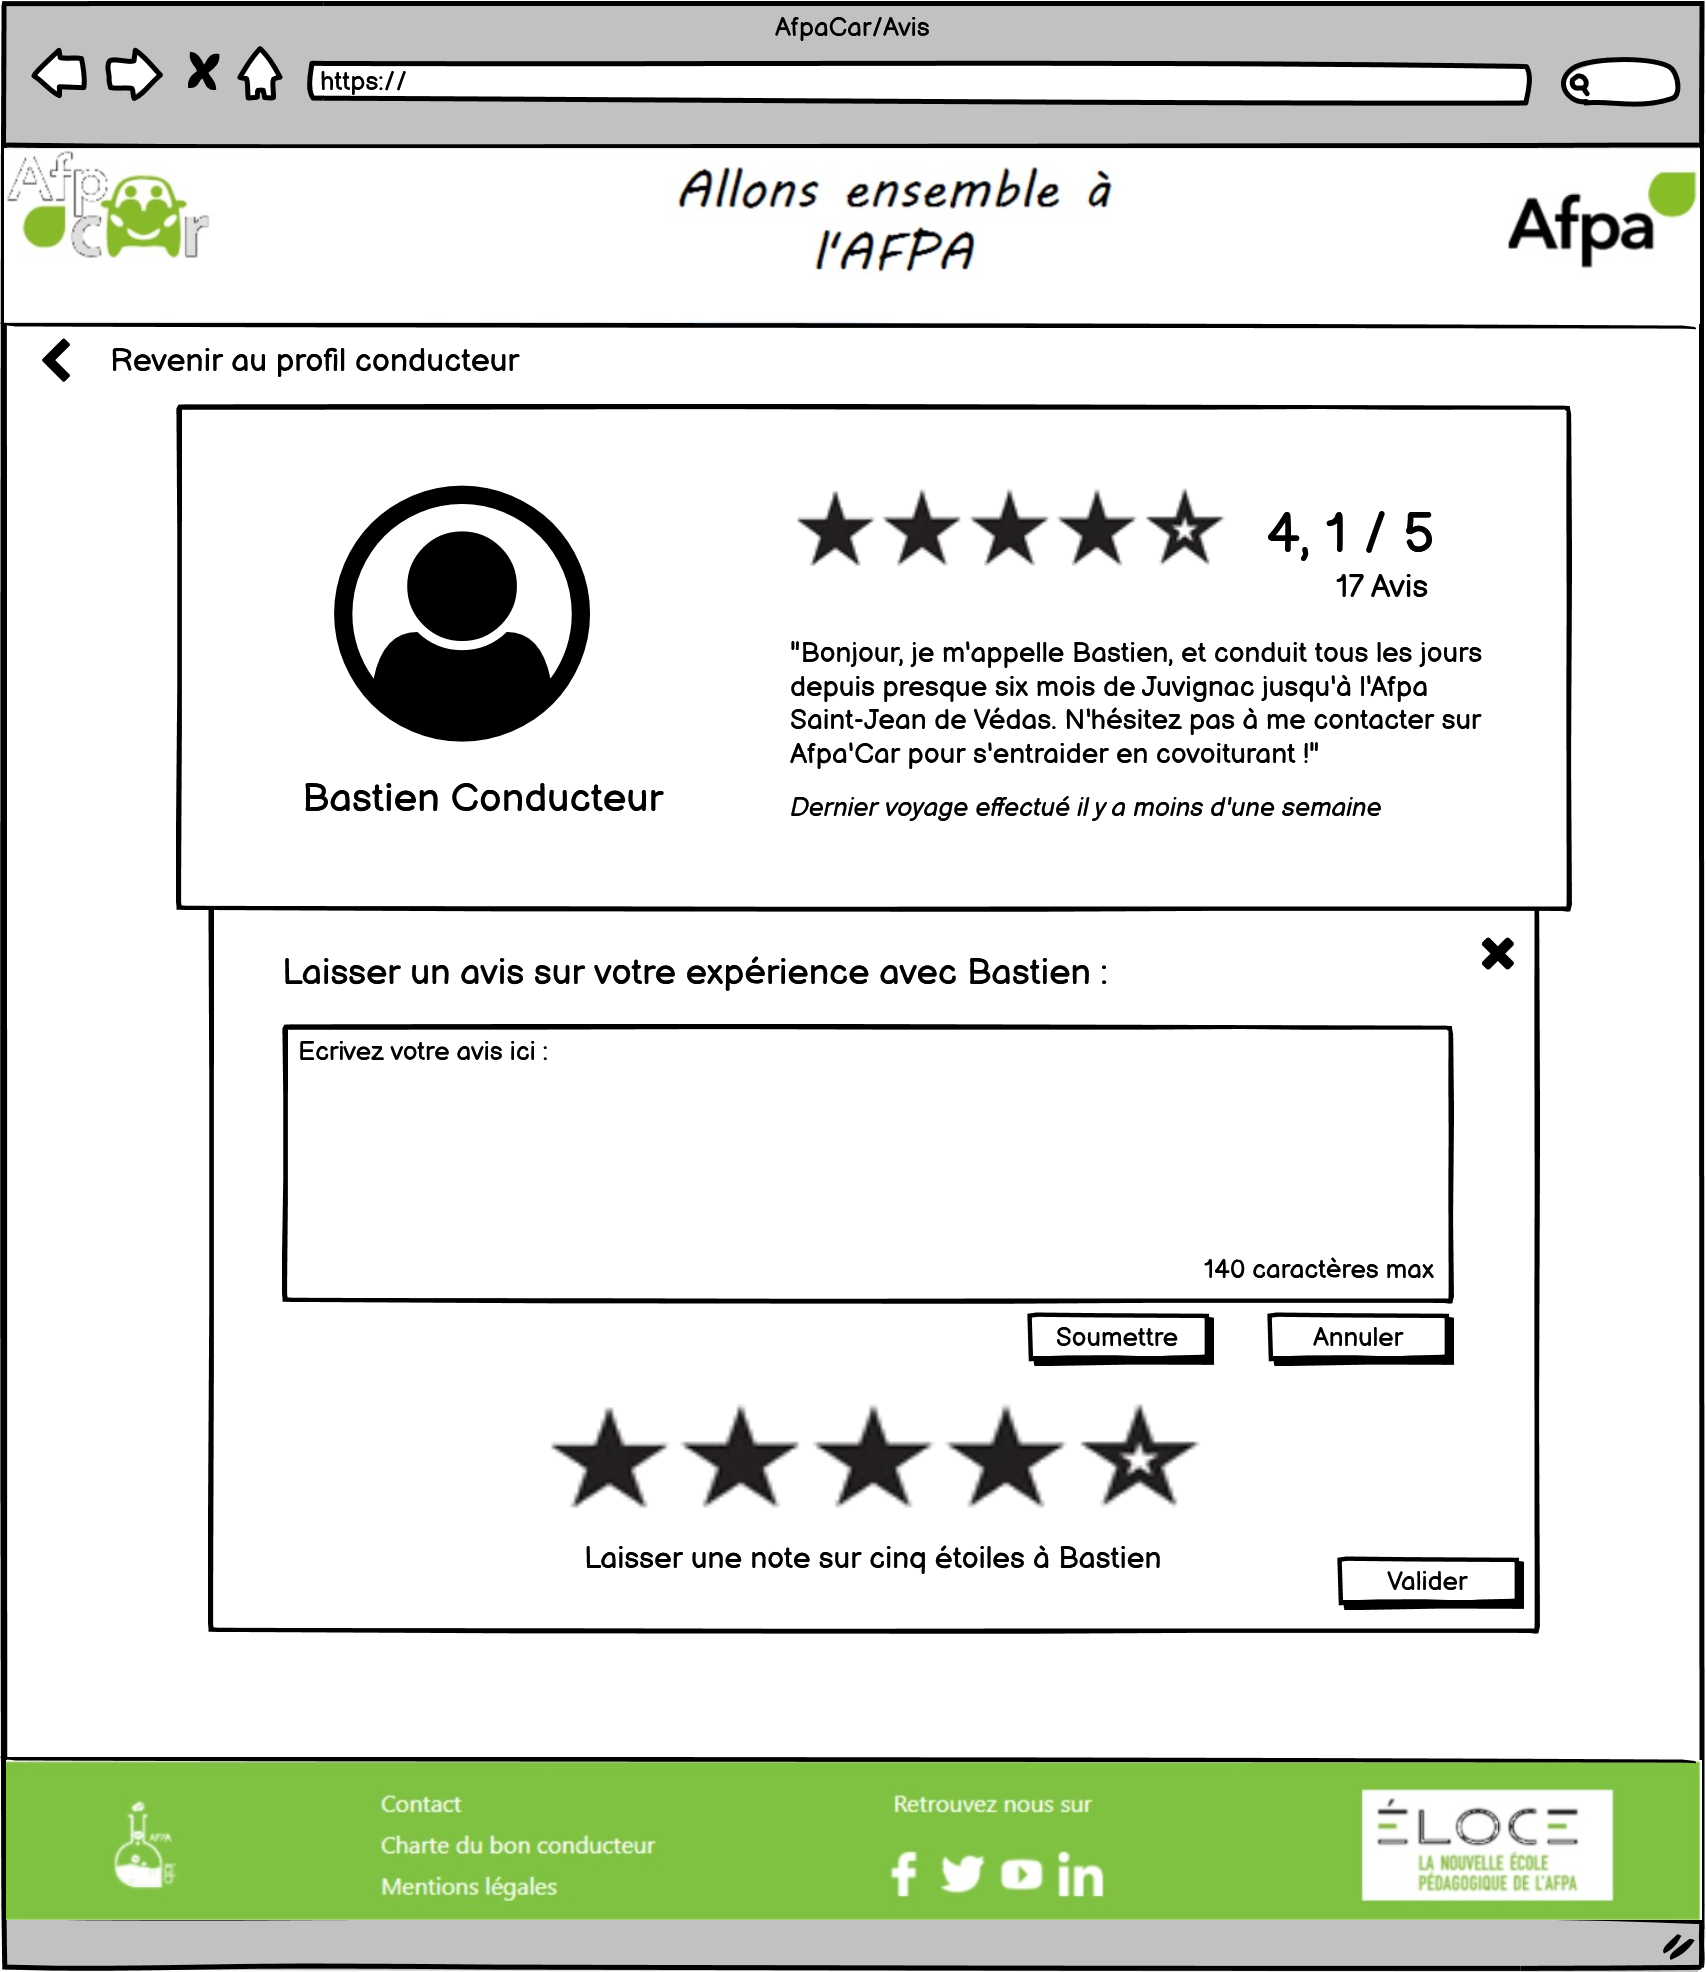 AfpaCar/Avis
https://
Afp
car
Allons ensemble à
l'AFPA
Afpa
Revenir au profil conducteur
4, 1 / 5
17 Avis
"Bonjour, je m'appelle Bastien, et conduit tous les jours
depuis presque six mois de Juvignac jusqu'à l'Afpa
Saint-Jean de Védas. N'hésitez pas à me contacter sur
Afpa'Car pour s'entraider en covoiturant !"
Bastien Conducteur
Dernier voyage effectué il y a moins d'une semaine
Laisser un avis sur votre expérience avec Bastien :
Ecrivez votre avis ici :
140 caractères max
Soumettre
Annuler
Laisser une note sur cinq étoiles à Bastien
Valider
Contact
Charte du bon conducteur
Mentions légales
AFPA
Retrouvez nous sur
ÉLOCE
LA NOUVELLE ÉCOLE
PÉDAGOGIQUE DE L'AFPA